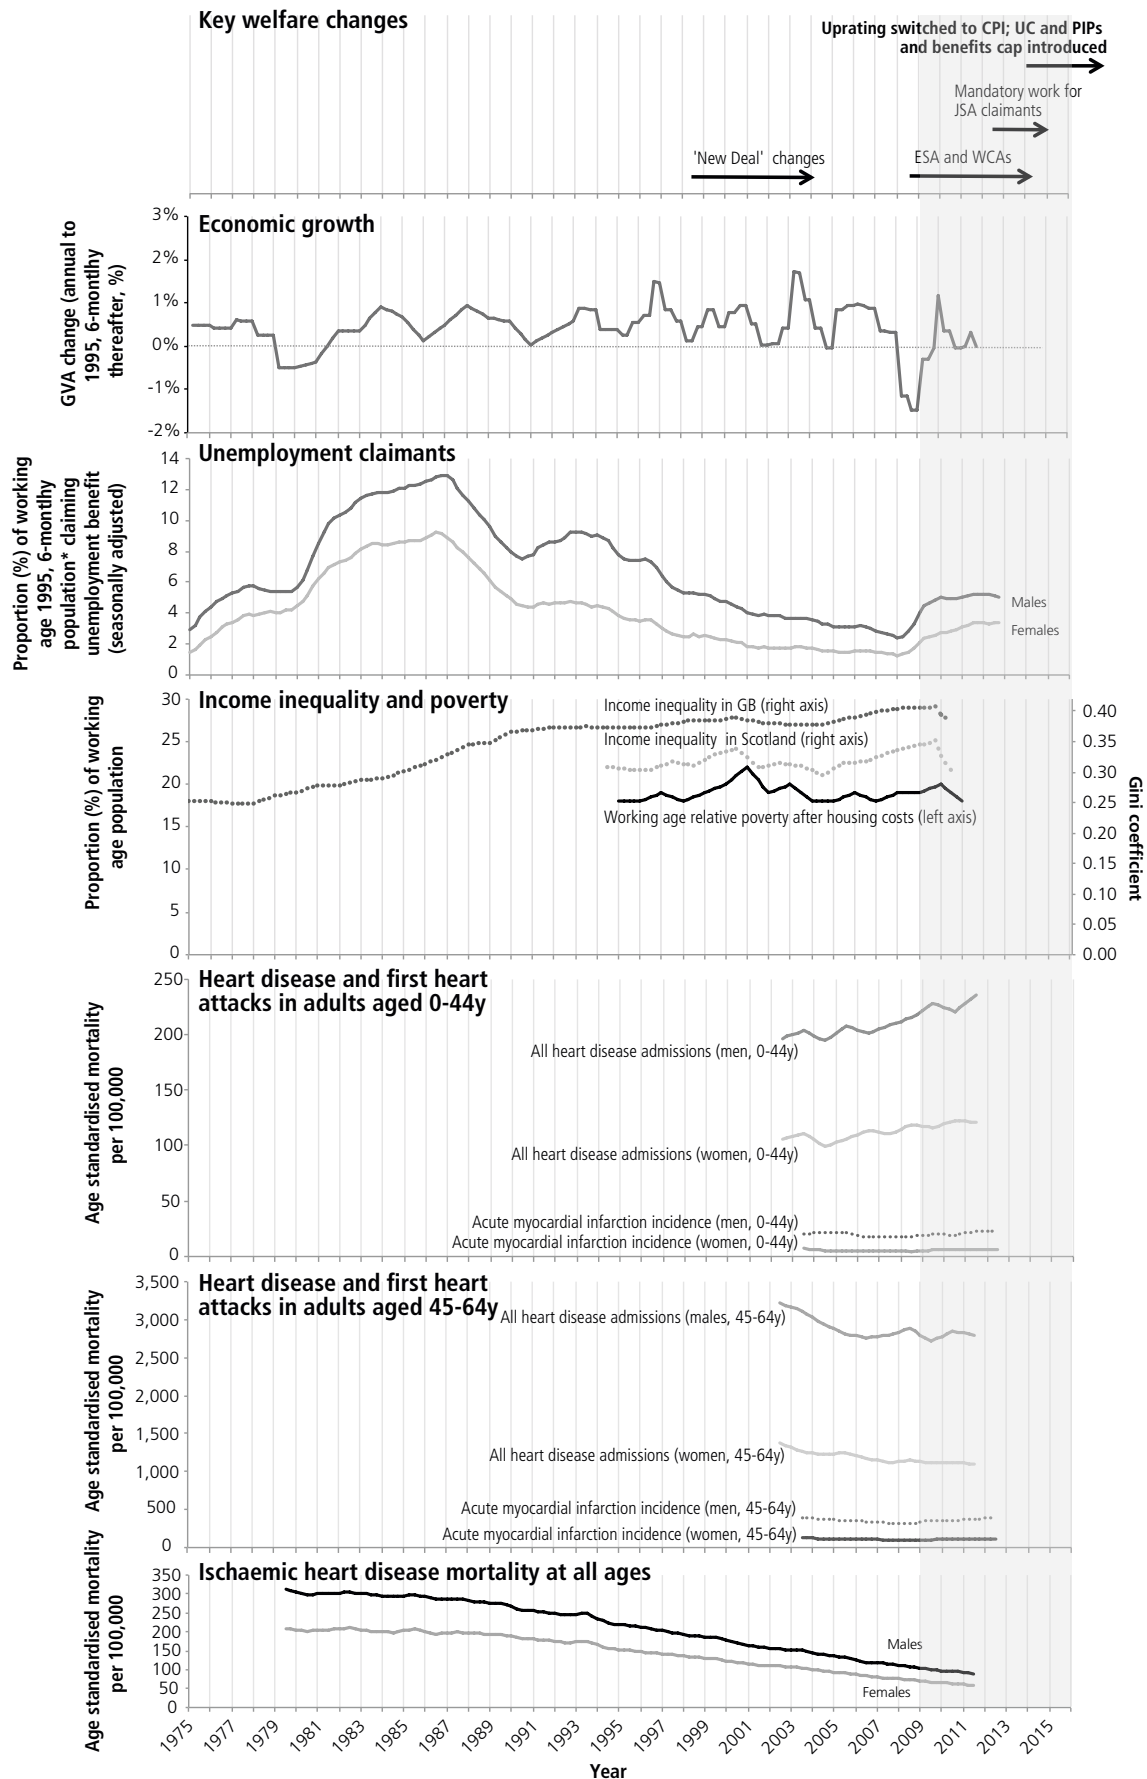 Key welfare changes
Uprating switched to CPI; UC and PIPs
and benefits cap introduced
Mandatory work for
JSA claimants
'New Deal' changes
ESA and WCAs
Economic growth
GVA change (annual to
1995, 6-monthy
thereafter, %)
3%
2%
1%
0%
-1%
-2%
Unemployment claimants
Proportion (%) of working
age 1995, 6-monthy
population* claiming
unemployment benefit
(seasonally adjusted)
14
12
10
8
6
4
2
0
Males
Females
Income inequality and poverty
Proportion (%) of working
age population
30
25
20
15
10
5
0
Income inequality in GB (right axis)
Income inequality in Scotland (right axis)
Working age relative poverty after housing costs (left axis)
0.40
0.35
0.30
0.25
0.20
0.15
0.10
0.05
0.00
Gini coefficient
Heart disease and first heart
attacks in adults aged 0-44y
Age standardised mortality
per 100,000
250
200
150
100
50
0
All heart disease admissions (men, 0-44y)
All heart disease admissions (women, 0-44y)
Acute myocardial infarction incidence (men, 0-44y)
Acute myocardial infarction incidence (women, 0-44y)
Heart disease and first heart
attacks in adults aged 45-64y
Age standardised mortality
per 100,000
3,500
3,000
2,500
2,000
1,500
1,000
500
0
All heart disease admissions (males, 45-64y)
All heart disease admissions (women, 45-64y)
Acute myocardial infarction incidence (men, 45-64y)
Acute myocardial infarction incidence (women, 45-64y)
Ischaemic heart disease mortality at all ages
Age standardised mortality
per 100,000
350
300
250
200
150
100
50
0
Males
Females
1975
1977
1979
1981
1983
1985
1987
1989
1991
1993
1995
1997
1999
2001
2003
2005
2007
2009
2011
2013
2015
Year